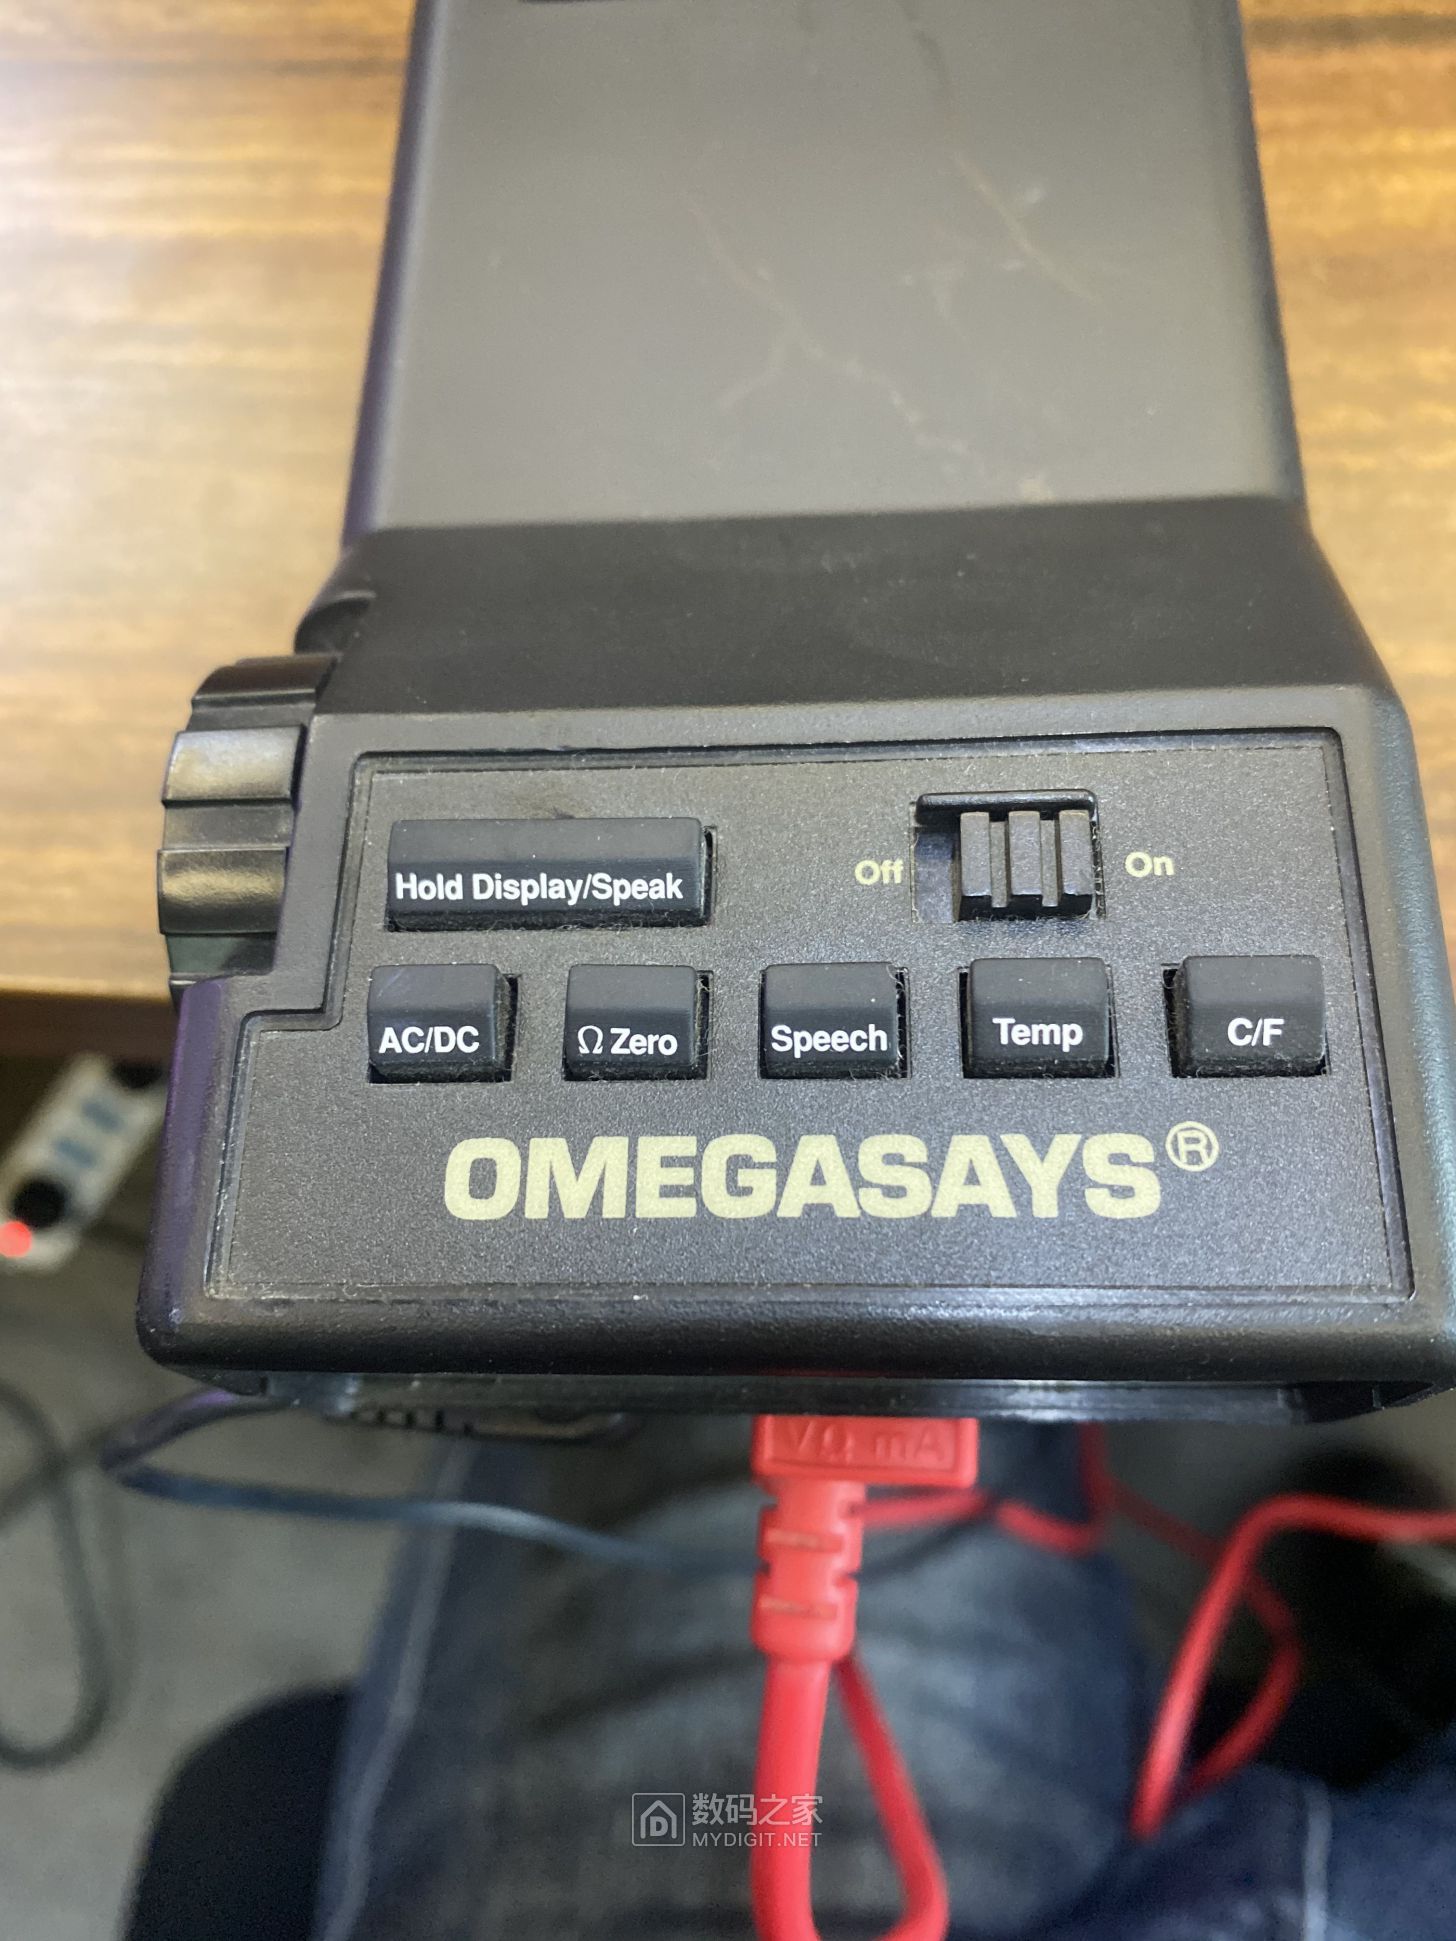 Hold Display/Speak
Off
On
AC/DC
Ω Zero
Speech
Temp
C/F
OMEGASAYS®
VΩ mA
数码之家
MYDIGIT.NET